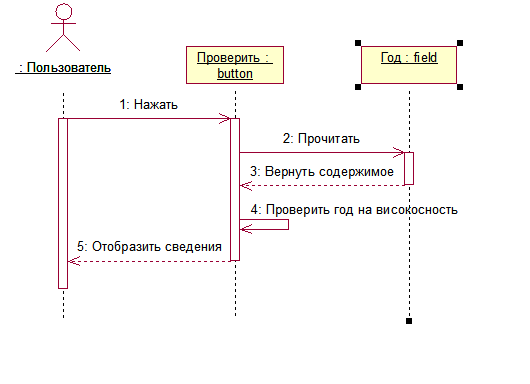 : Пользователь
Проверить :
button
Год : field
1: Нажать
2: Прочитать
3: Вернуть содержимое
4: Проверить год на високосность
5: Отобразить сведения